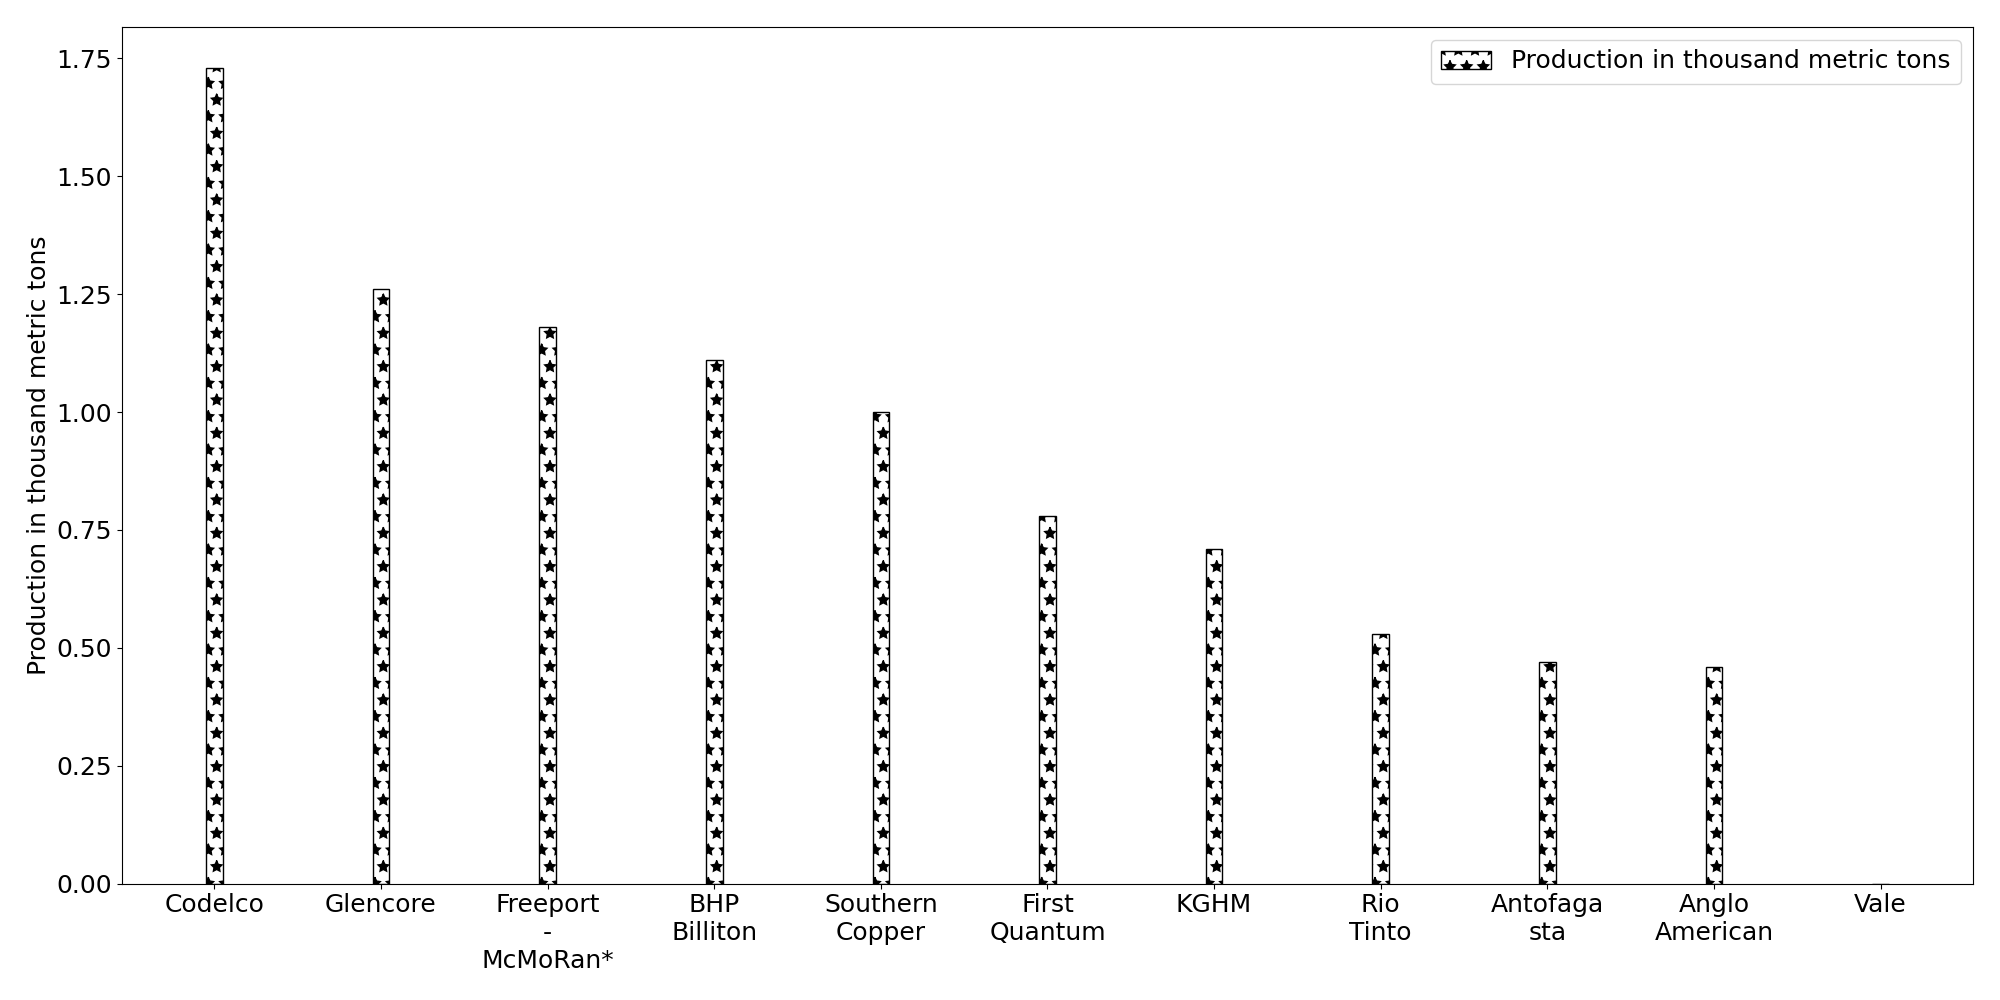 Production in thousand metric tons
1.75
1.50
1.25
1.00
0.75
0.50
0.25
0.00
Production in thousand metric tons
Codelco
Glencore
Freeport
-
McMoRan*
BHP
Billiton
Southern
Copper
First
Quantum
KGHM
Rio
Tinto
Antofaga
sta
Anglo
American
Vale